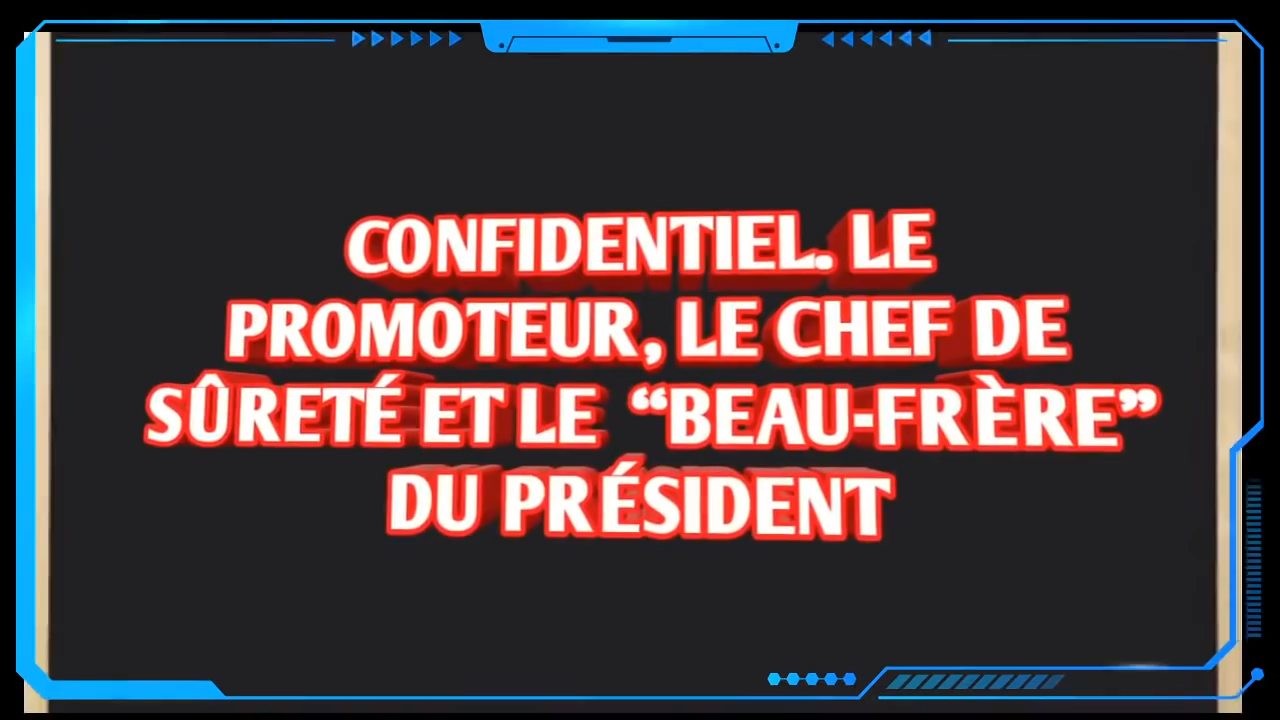 CONFIDENTIEL. LE
PROMOTEUR, LE CHEF DE
SÛRETÉ ET LE “BEAU-FRÈRE”
DU PRÉSIDENT